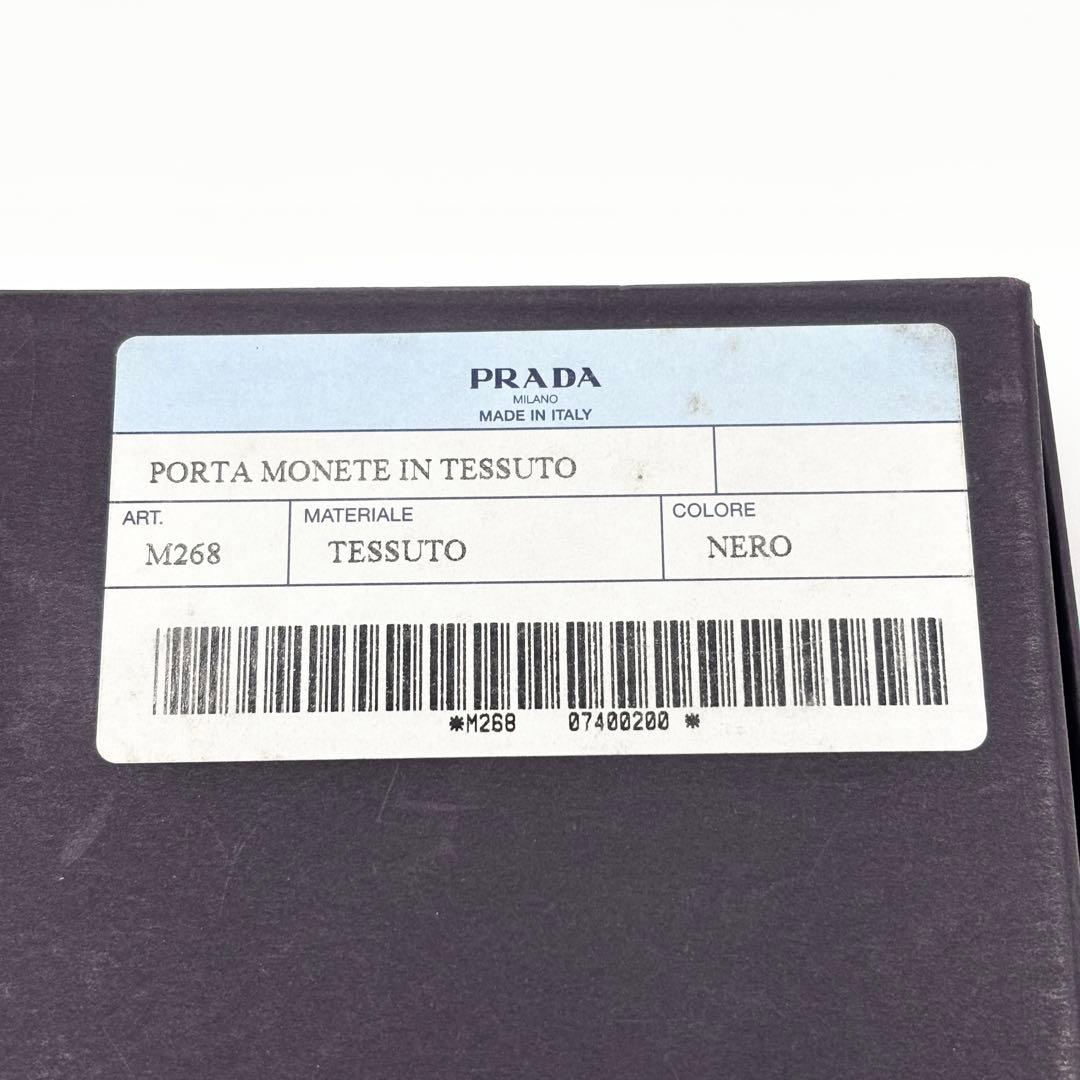 PRADA
MILANO
MADE IN ITALY
PORTA MONETE IN TESSUTO
ART. MATERIALE COLORE
M268 TESSUTO NERO
*M268 07400200 *